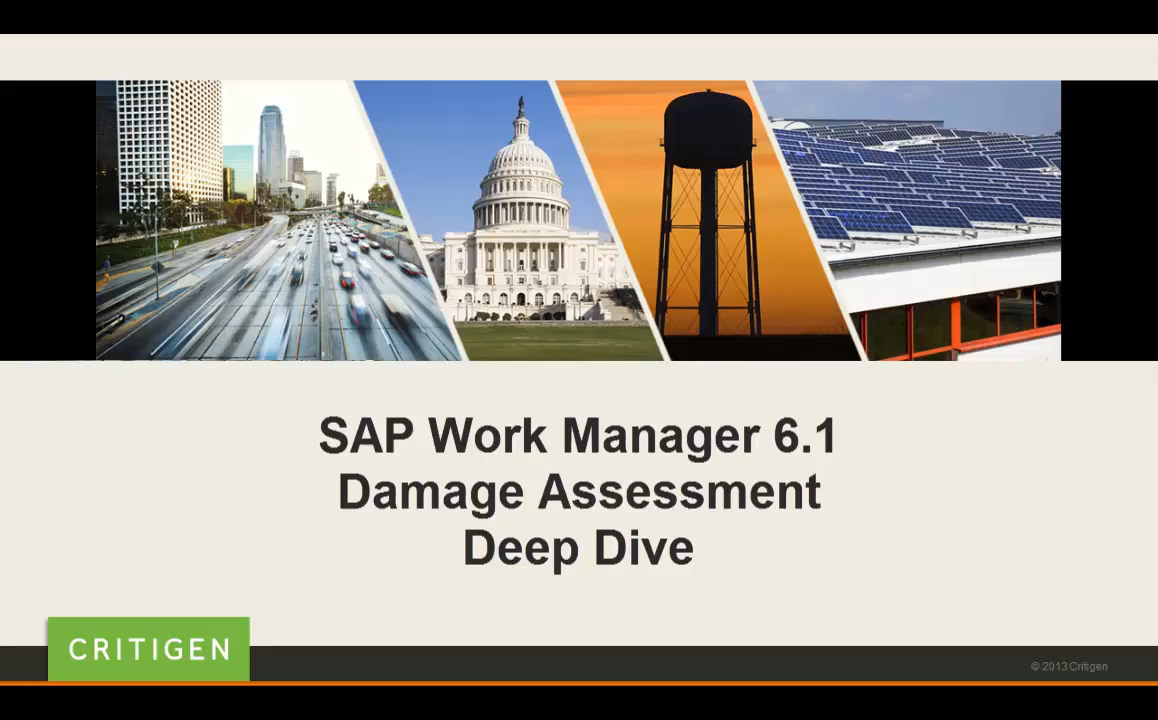 SAP Work Manager 6.1
Damage Assessment
Deep Dive
CRITIGEN
© 2013 Critigen